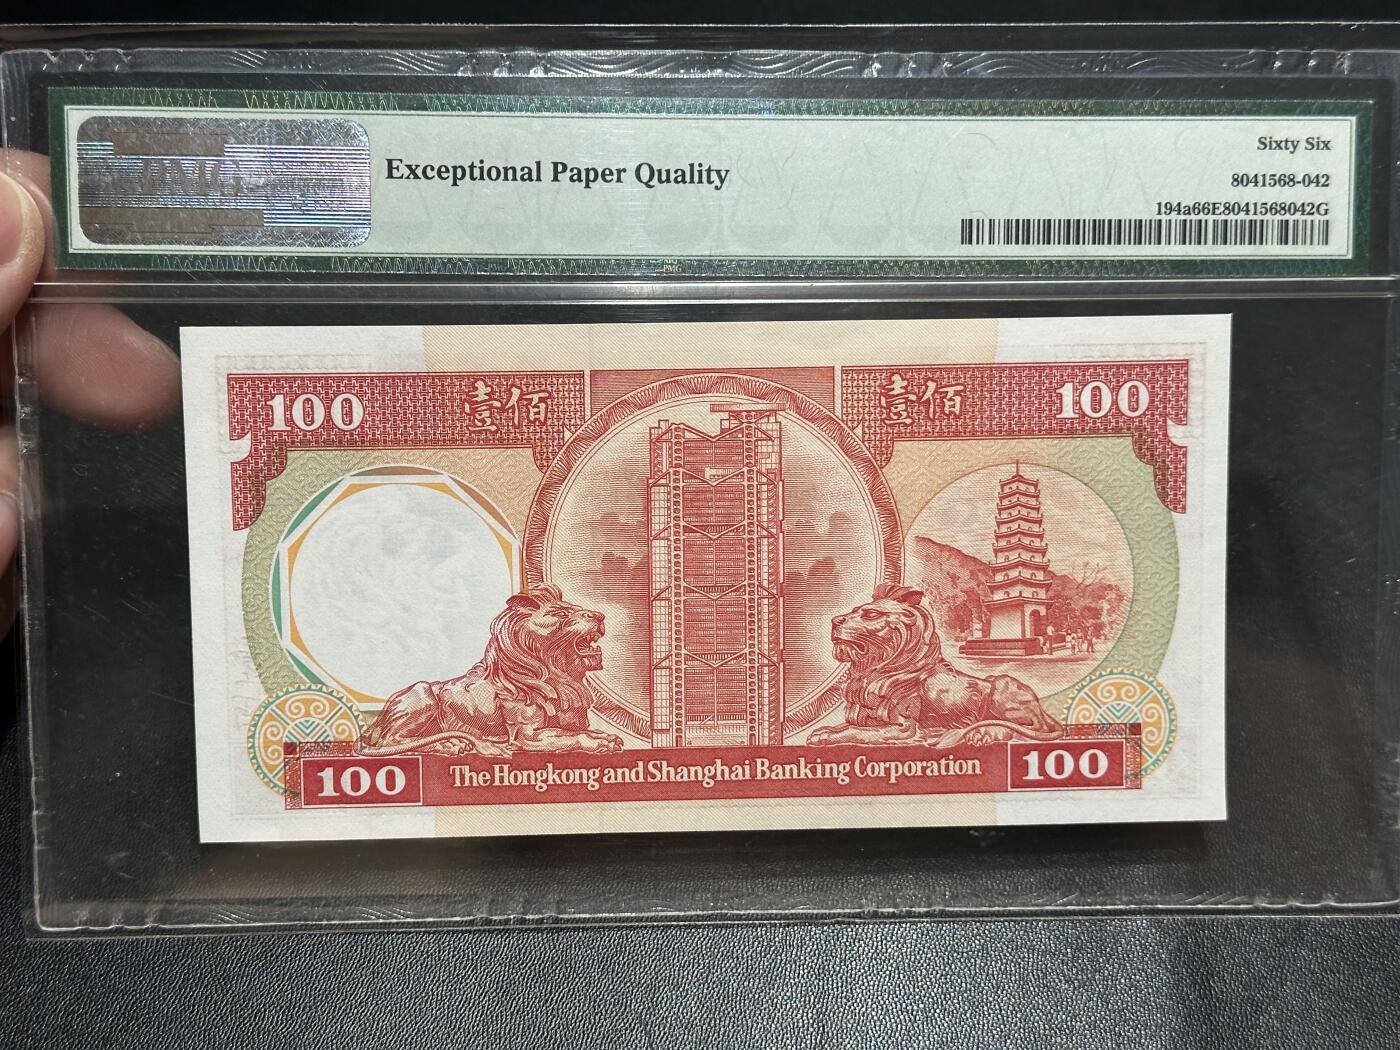 PMG
Exceptional Paper Quality
Sixty Six
8041568-042
194a66E8041568042G
PMG
100 壹佰 壹佰 100
100 The Hongkong and Shanghai Banking Corporation 100